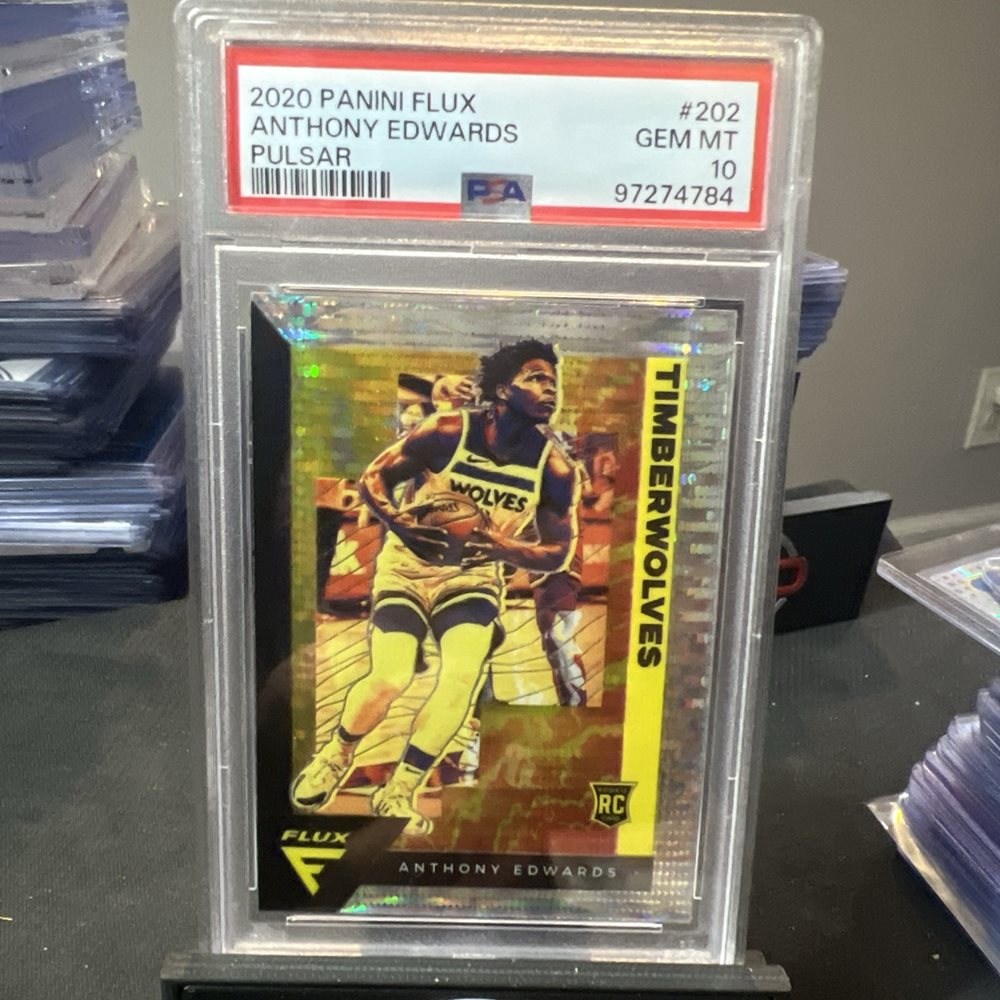 2020 PANINI FLUX
ANTHONY EDWARDS
PULSAR
#202
GEM MT
10
97274784
PSA
TIMBERWOLVES
WOLVES
RC
FLUX
ANTHONY EDWARDS